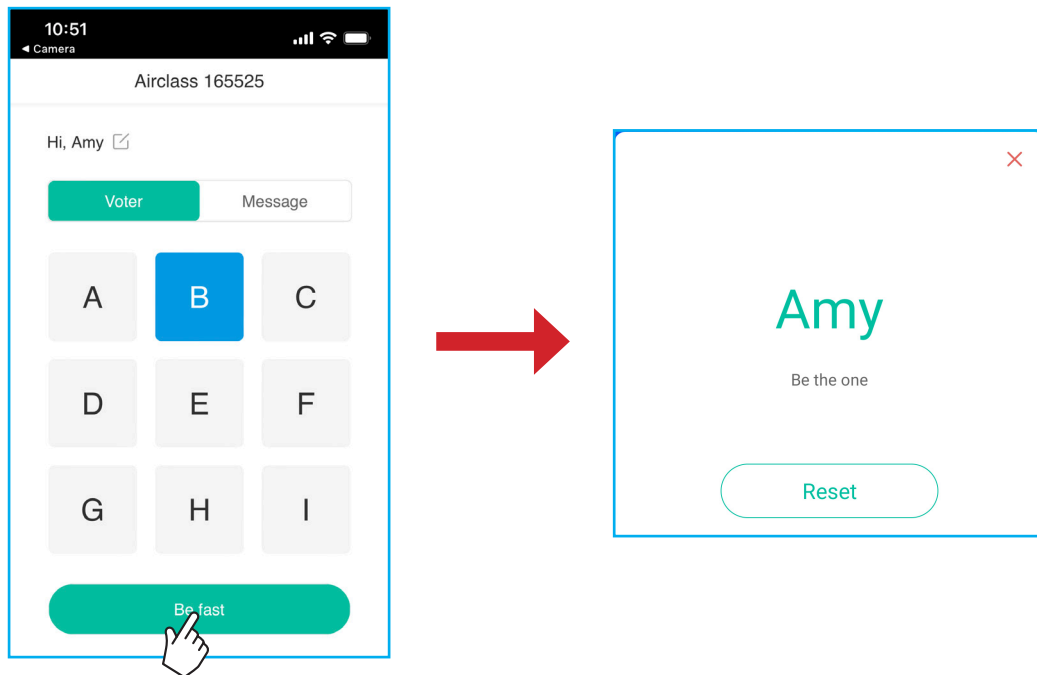 10:51
◀ Camera
Airclass 165525
Hi, Amy
Voter
Message
A
B
C
D
E
F
G
H
I
Be fast
Amy
Be the one
Reset